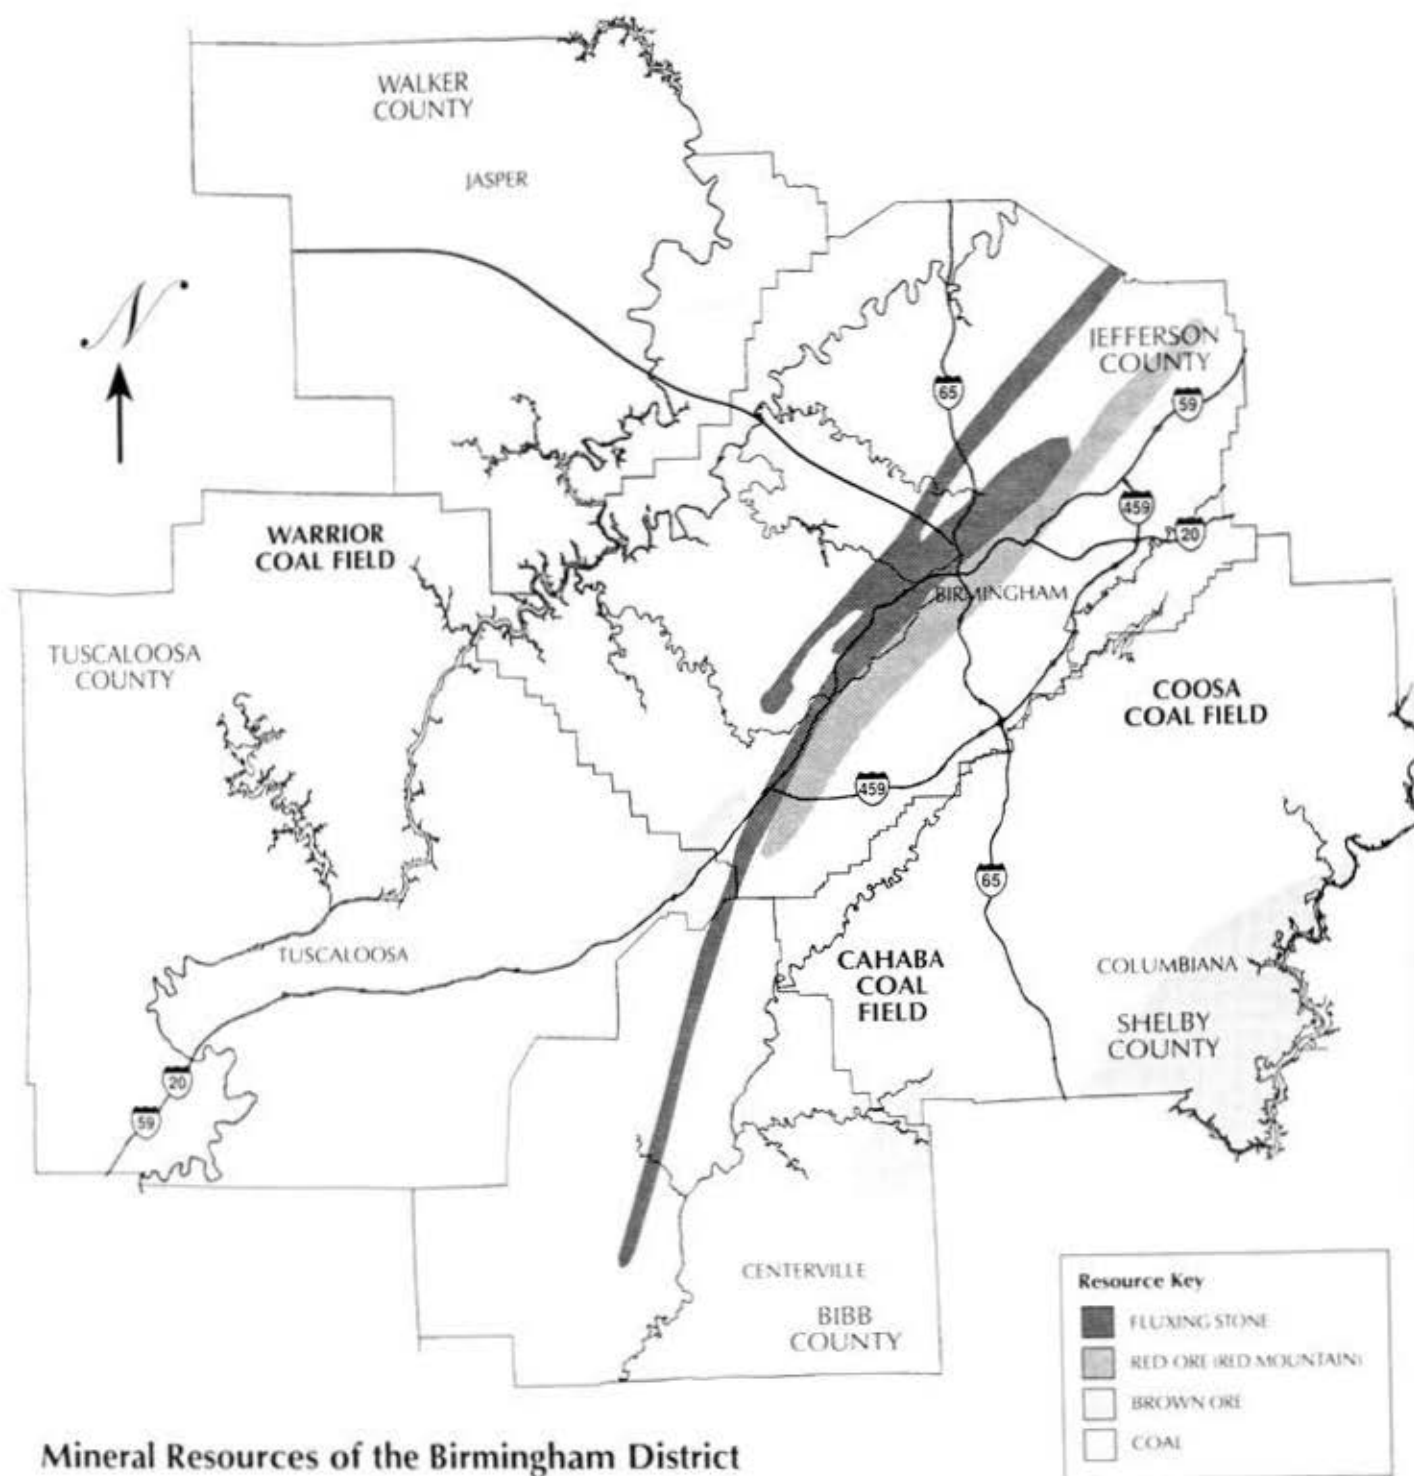 WALKER
COUNTY
JASPER
N
JEFFERSON
COUNTY
65
59
459
20
WARRIOR
COAL FIELD
BIRMINGHAM
TUSCALOOSA
COUNTY
COOSA
COAL FIELD
459
65
TUSCALOOSA
CAHABA
COAL
FIELD
COLUMBIANA
SHELBY
COUNTY
20
59
CENTERVILLE
BIBB
COUNTY
Resource Key
FLUXING STONE
RED ORE (RED MOUNTAIN)
BROWN ORE
COAL
Mineral Resources of the Birmingham District